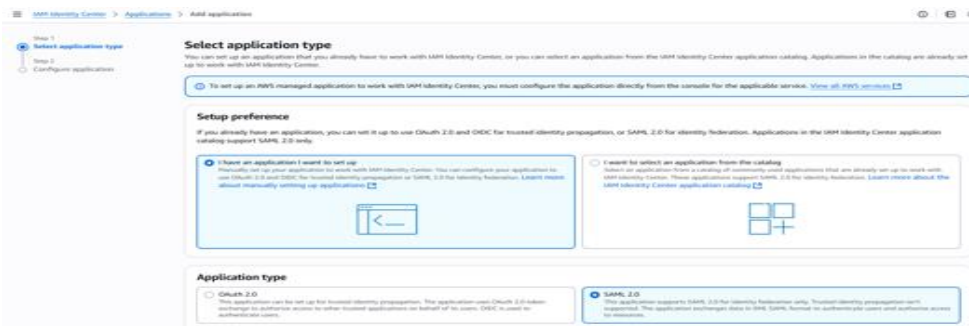 IAM Identity Center > Applications > Add application
Step 1
Select application type
Step 2
Configure application
Select application type
You can set up an application that you already have to work with IAM Identity Center, or you can select an application from the IAM Identity Center application catalog. Applications in the catalog are already set
up to work with IAM Identity Center.
To set up an AWS managed application to work with IAM Identity Center, you must configure the application directly from the console for the applicable service. View all AWS services
Setup preference
If you already have an application, you can set it up to use OAuth 2.0 and OIDC for trusted identity propagation, or SAML 2.0 for identity federation. Applications in the IAM Identity Center application
catalog support SAML 2.0 only.
I have an application I want to set up
Manually set up your application to work with IAM Identity Center. You can configure your application to
use OAuth 2.0 and OIDC for trusted identity propagation or SAML 2.0 for identity federation. Learn more
about manually setting up applications
I want to select an application from the catalog
Select an application from a catalog of commonly used applications that are already set up to work with
IAM Identity Center. These applications support SAML 2.0 for identity federation. Learn more about the
IAM Identity Center application catalog
Application type
OAuth 2.0
This application can be set up for trusted identity propagation. The application uses OAuth 2.0 token
exchange to authorize access to other trusted applications on behalf of its users. OIDC is used to
authenticate users.
SAML 2.0
This application supports SAML 2.0 for identity federation only. Trusted identity propagation isn't
supported. The application exchanges data in XML SAML format to authenticate users and authorize access
to resources.